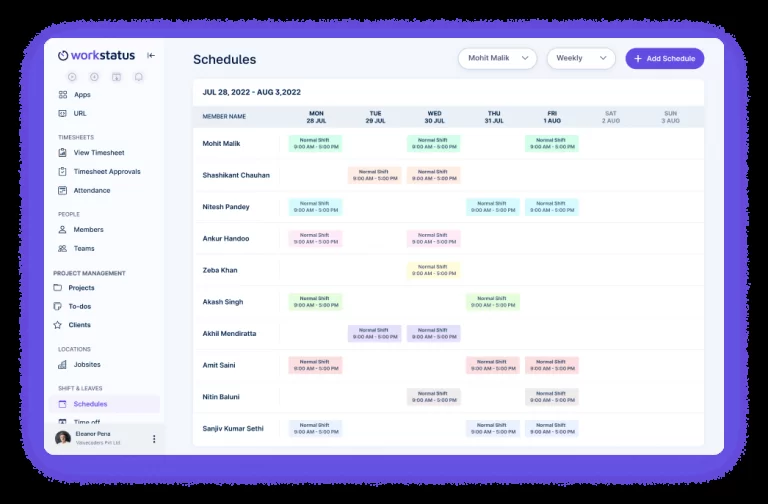 workstatus
Apps
URL
TIMESHEETS
View Timesheet
Timesheet Approvals
Attendance
PEOPLE
Members
Teams
PROJECT MANAGEMENT
Projects
To-dos
Clients
LOCATIONS
Jobsites
SHIFT & LEAVES
Schedules
Time off
Eleanor Pena
Valuecoders Pvt Ltd
Schedules
Mohit Malik
Weekly
+ Add Schedule
JUL 28, 2022 - AUG 3,2022
MEMBER NAME MON TUE WED THU FRI SAT SUN
28 JUL 29 JUL 30 JUL 31 JUL 1 AUG 2 AUG 3 AUG
Mohit Malik
Normal Shift Normal Shift Normal Shift
9:00 AM - 5:00 PM 9:00 AM - 5:00 PM 9:00 AM - 5:00 PM
Shashikant Chauhan
Normal Shift Normal Shift
9:00 AM - 5:00 PM 9:00 AM - 5:00 PM
Nitesh Pandey
Normal Shift Normal Shift Normal Shift
9:00 AM - 5:00 PM 9:00 AM - 5:00 PM 9:00 AM - 5:00 PM
Ankur Handoo
Normal Shift Normal Shift
9:00 AM - 5:00 PM 9:00 AM - 5:00 PM
Zeba Khan
Normal Shift
9:00 AM - 5:00 PM
Akash Singh
Normal Shift Normal Shift
9:00 AM - 5:00 PM 9:00 AM - 5:00 PM
Akhil Mendiratta
Normal Shift Normal Shift
9:00 AM - 5:00 PM 9:00 AM - 5:00 PM
Amit Saini
Normal Shift Normal Shift Normal Shift
9:00 AM - 5:00 PM 9:00 AM - 5:00 PM 9:00 AM - 5:00 PM
Nitin Baluni
Normal Shift Normal Shift
9:00 AM - 5:00 PM 9:00 AM - 5:00 PM
Sanjiv Kumar Sethi
Normal Shift Normal Shift Normal Shift
9:00 AM - 5:00 PM 9:00 AM - 5:00 PM 9:00 AM - 5:00 PM